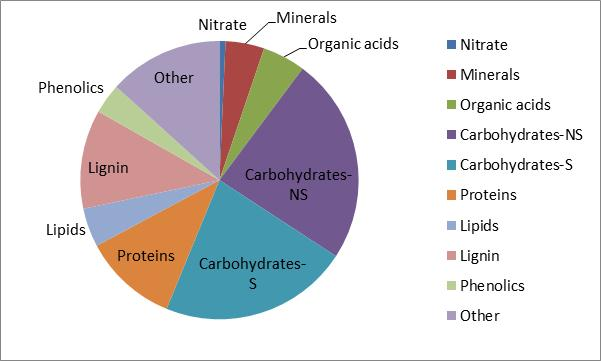 Nitrate
Minerals
Organic acids
Carbohydrates-
NS
Carbohydrates-
S
Proteins
Lipids
Lignin
Phenolics
Other
Nitrate
Minerals
Organic acids
Carbohydrates-NS
Carbohydrates-S
Proteins
Lipids
Lignin
Phenolics
Other